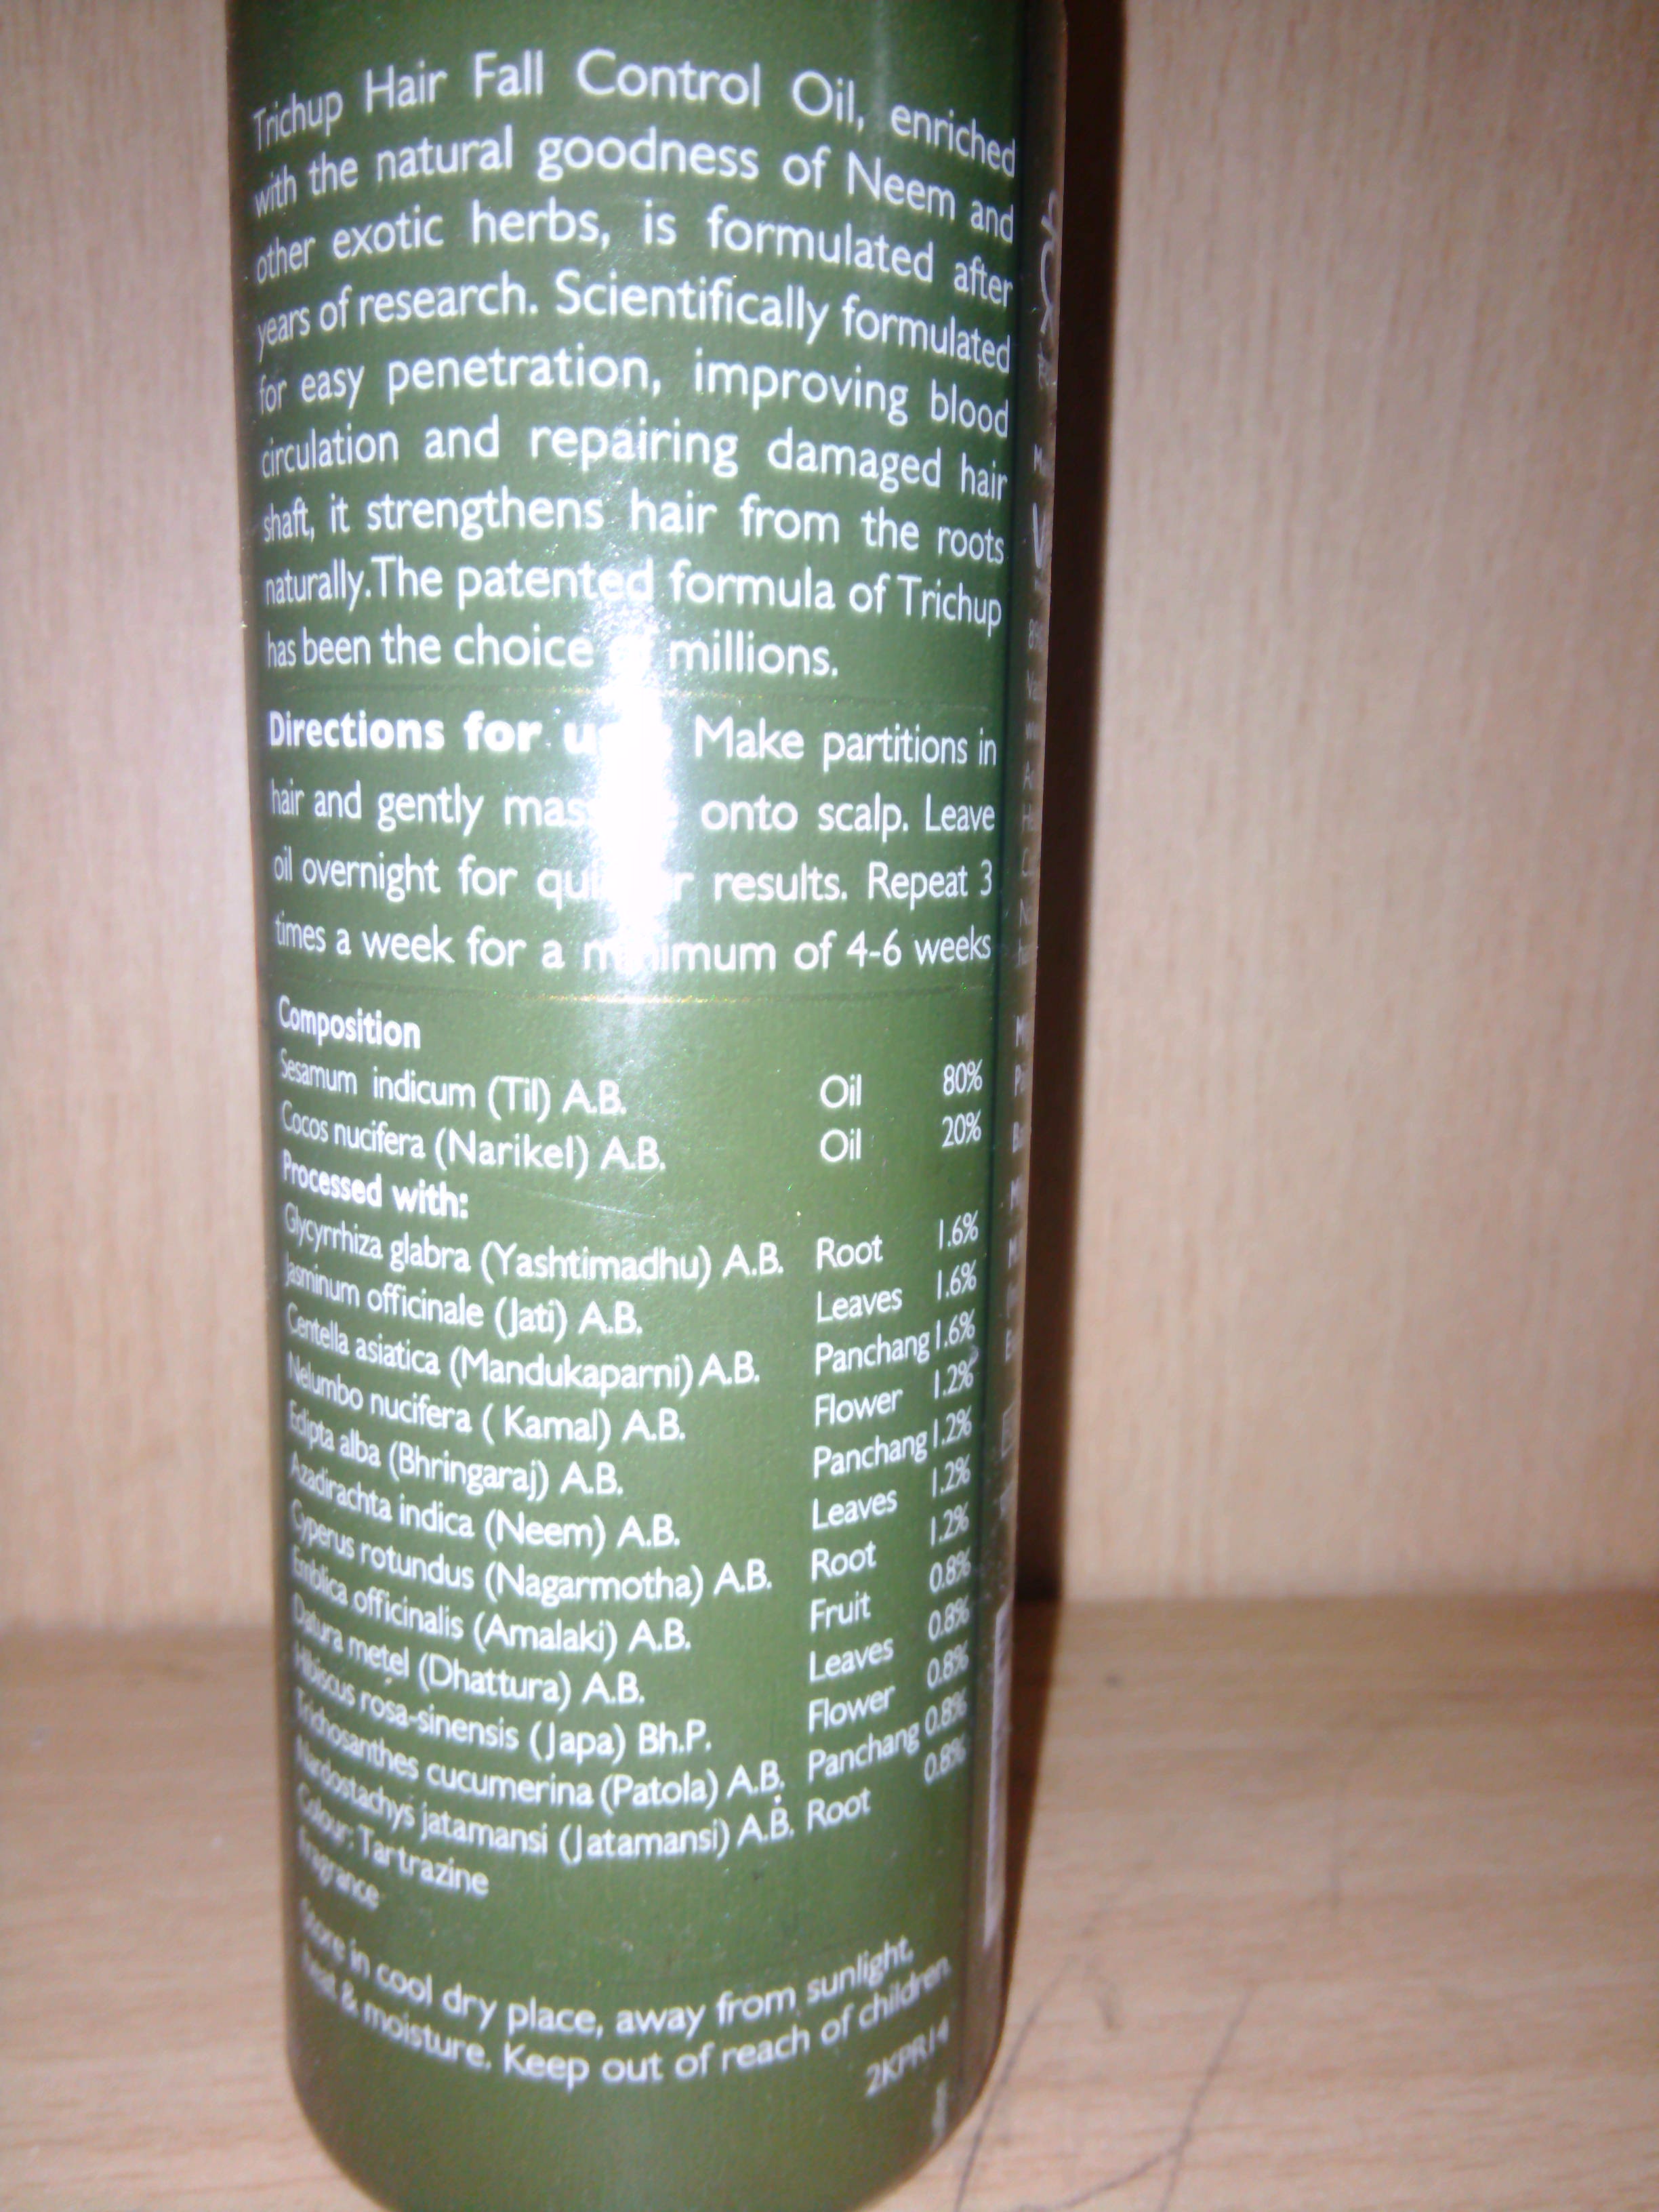 Trichup Hair Fall Control Oil, enriched
with the natural goodness of Neem and
other exotic herbs, is formulated after
years of research. Scientifically formulated
for easy penetration, improving blood
circulation and repairing damaged hair
shaft, it strengthens hair from the roots
naturally. The patented formula of Trichup
has been the choice millions.
Directions for Make partitions in
hair and gently onto scalp. Leave
oil overnight for results. Repeat 3
times a week for a minimum of 4-6 weeks
Composition
Sesamum indicum (Til) A.B. Oil 80%
Cocos nucifera (Narikel) A.B. Oil 20%
Processed with:
Glycyrrhiza glabra (Yashtimadhu) A.B. Root 1.6%
Jasminum officinale (Jati) A.B. Leaves 1.6%
Centella asiatica (Mandukaparni) A.B. Panchang 1.6%
Nelumbo nucifera ( Kamal) A.B. Flower 1.2%
Eclipta alba (Bhringaraj) A.B. Panchang 1.2%
Azadirachta indica (Neem) A.B. Leaves 1.2%
Cyperus rotundus (Nagarmotha) A.B. Root 1.2%
Emblica officinalis (Amalaki) A.B. Fruit 0.8%
Datura metel (Dhattura) A.B. Leaves 0.8%
Hibiscus rosa-sinensis (Japa) Bh.P. Flower 0.8%
Trichosanthes cucumerina (Patola) A.B. Panchang 0.8%
Nardostachys jatamansi (Jatamansi) A.B. Root 0.8%
Colour: Tartrazine
Fragrance
Store in cool dry place, away from sunlight,
heat & moisture. Keep out of reach of children.
2KPR14